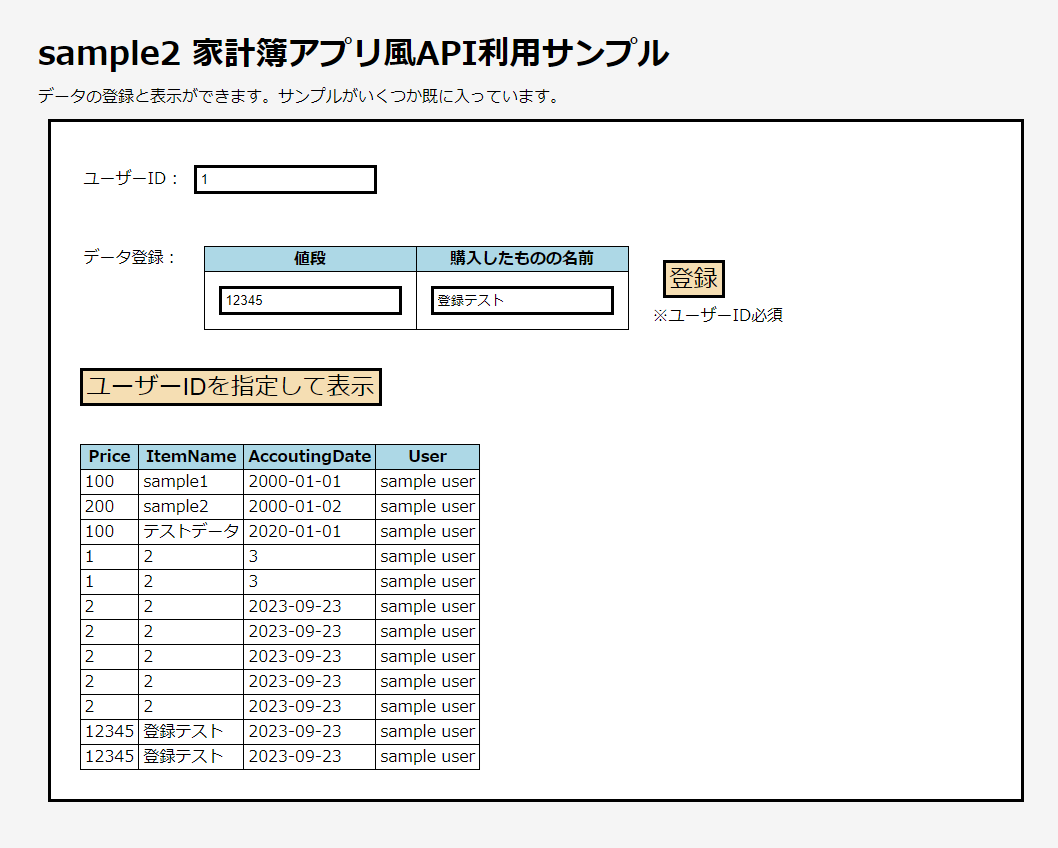 sample2 家計簿アプリ風API利用サンプル
データの登録と表示ができます。サンプルがいくつか既に入っています。
ユーザーID： 1
データ登録： 値段 購入したものの名前 登録
12345 登録テスト
※ユーザーID必須
ユーザーIDを指定して表示
Price ItemName AccoutingDate User
100 sample1 2000-01-01 sample user
200 sample2 2000-01-02 sample user
100 テストデータ 2020-01-01 sample user
1 2 3 sample user
1 2 3 sample user
2 2 2023-09-23 sample user
2 2 2023-09-23 sample user
2 2 2023-09-23 sample user
2 2 2023-09-23 sample user
2 2 2023-09-23 sample user
12345 登録テスト 2023-09-23 sample user
12345 登録テスト 2023-09-23 sample user